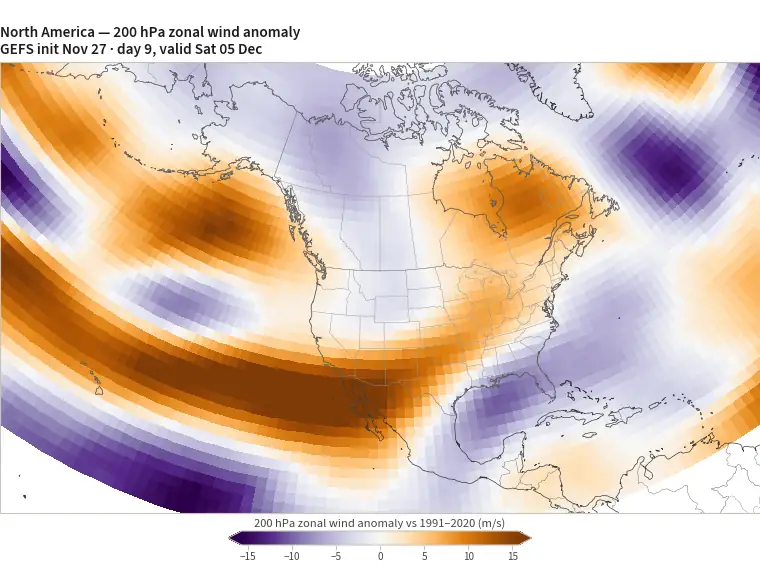 North America — 200 hPa zonal wind anomaly
GEFS init Nov 27 · day 9, valid Sat 05 Dec
200 hPa zonal wind anomaly vs 1991–2020 (m/s)
−15 −10 −5 0 5 10 15